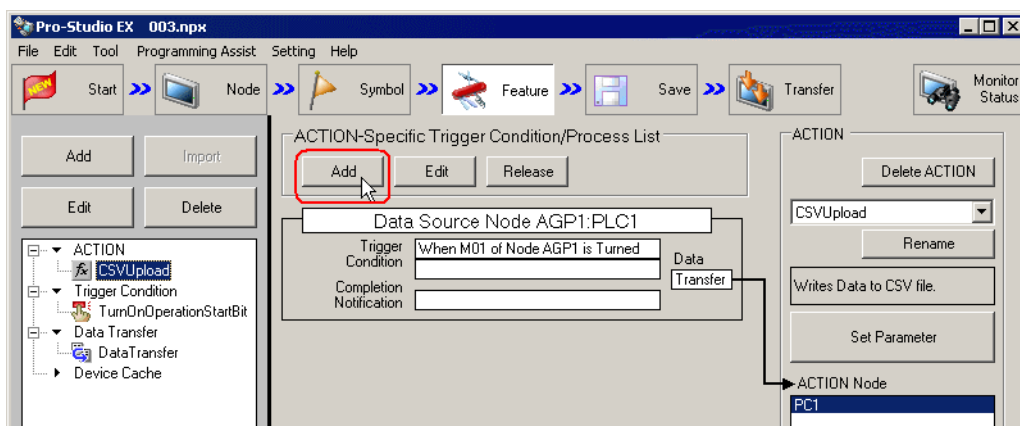 Pro-Studio EX 003.npx
File Edit Tool Programming Assist Setting Help
NEW Start Node Symbol Feature Save Transfer Monitor Status
Add Import
Edit Delete
ACTION
fx CSVUpload
Trigger Condition
TurnOnOperationStartBit
Data Transfer
DataTransfer
Device Cache
ACTION-Specific Trigger Condition/Process List
Add Edit Release
Data Source Node AGP1:PLC1
Trigger Condition When M01 of Node AGP1 is Turned
Completion Notification
Data
Transfer
ACTION
Delete ACTION
CSVUpload
Rename
Writes Data to CSV file.
Set Parameter
ACTION Node
PC1